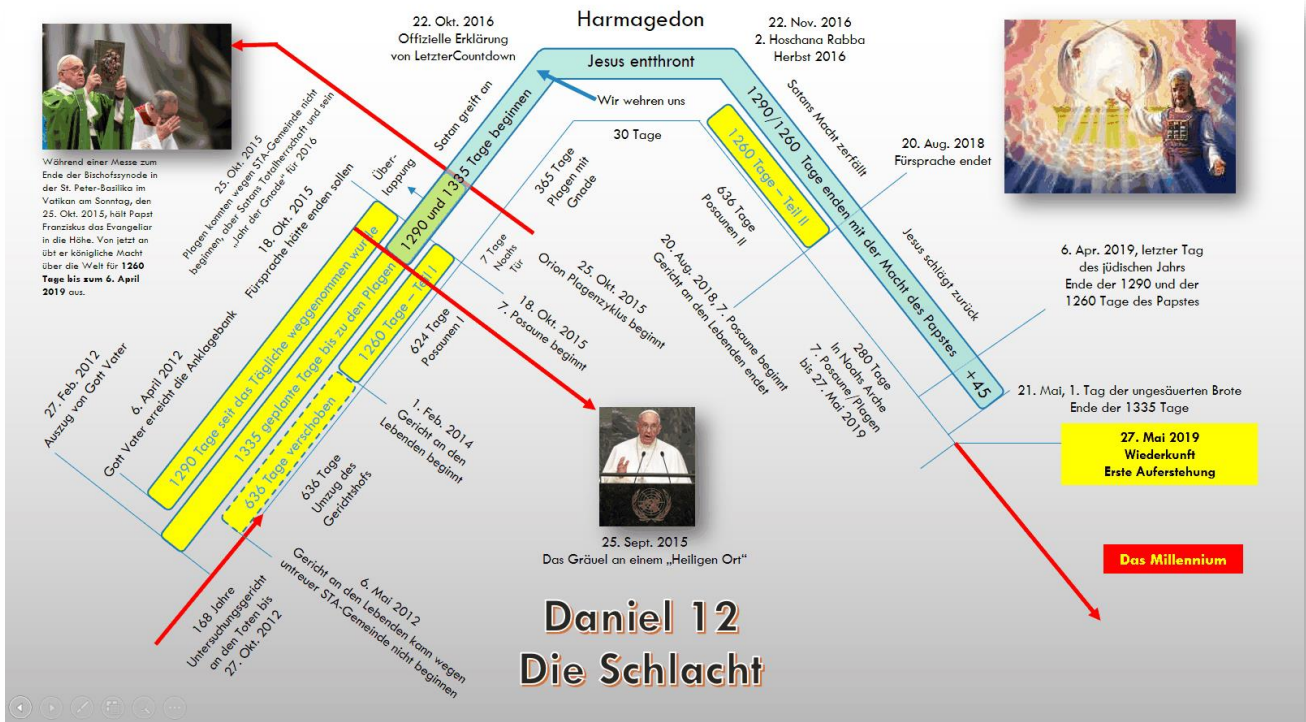 Harmagedon
22. Okt. 2016
Offizielle Erklärung
von LetzterCountdown
Jesus entthront
22. Nov. 2016
2. Hoschana Rabba
Herbst 2016
Wir wehren uns
30 Tage
Während einer Messe zum
Ende der Bischofssynode in
der St. Peter-Basilika im
Vatikan am Sonntag, den
25. Okt. 2015, hält Papst
Franziskus das Evangeliar
in die Höhe. Von jetzt an
übt er königliche Macht
über die Welt für 1260
Tage bis zum 6. April
2019 aus.
25. Okt. 2015
Plagen konnten wegen STA-Gemeinde nicht
beginnen, aber Satans Totalherrschaft und sein
„Jahr der Gnade" für 2016
18. Okt. 2015
Fürsprache hätte enden sollen
Über-
lappung
Satan greift an
1290 und 1335 Tage beginnen
1290 Tage seit das Tägliche weggenommen wurde
1335 geplante Tage bis zu den Plagen
636 Tage verschoben
1260 Tage – Teil I
27. Feb. 2012
Auszug von Gott Vater
6. April 2012
Gott Vater erreicht die Anklagebank
168 Jahre
Untersuchungsgericht
an den Toten bis
27. Okt. 2012
6. Mai 2012
Gericht an den Lebenden kann wegen
untreuer STA-Gemeinde nicht beginnen
636 Tage
Umzug des
Gerichtshofs
1. Feb. 2014
Gericht an den
Lebenden beginnt
624 Tage
Posaunen I
18. Okt. 2015
7. Posaune beginnt
7 Tage
Noahs
Tür
25. Okt. 2015
Orion Plagenzyklus beginnt
365 Tage
Plagen mit
Gnade
25. Sept. 2015
Das Gräuel an einem „Heiligen Ort"
1260 Tage – Teil II
636 Tage
Posaunen II
1290/1260 Tage enden mit der Macht des Papstes
+45
Satans Macht zerfällt
Jesus schlägt zurück
20. Aug. 2018
Fürsprache endet
20. Aug. 2018, 7. Posaune beginnt
Gericht an den Lebenden endet
280 Tage
In Noahs Arche
7. Posaune/Plagen
bis 27. Mai 2019
6. Apr. 2019, letzter Tag
des jüdischen Jahrs
Ende der 1290 und der
1260 Tage des Papstes
21. Mai, 1. Tag der ungesäuerten Brote
Ende der 1335 Tage
27. Mai 2019
Wiederkunft
Erste Auferstehung
Das Millennium
Daniel 12
Die Schlacht